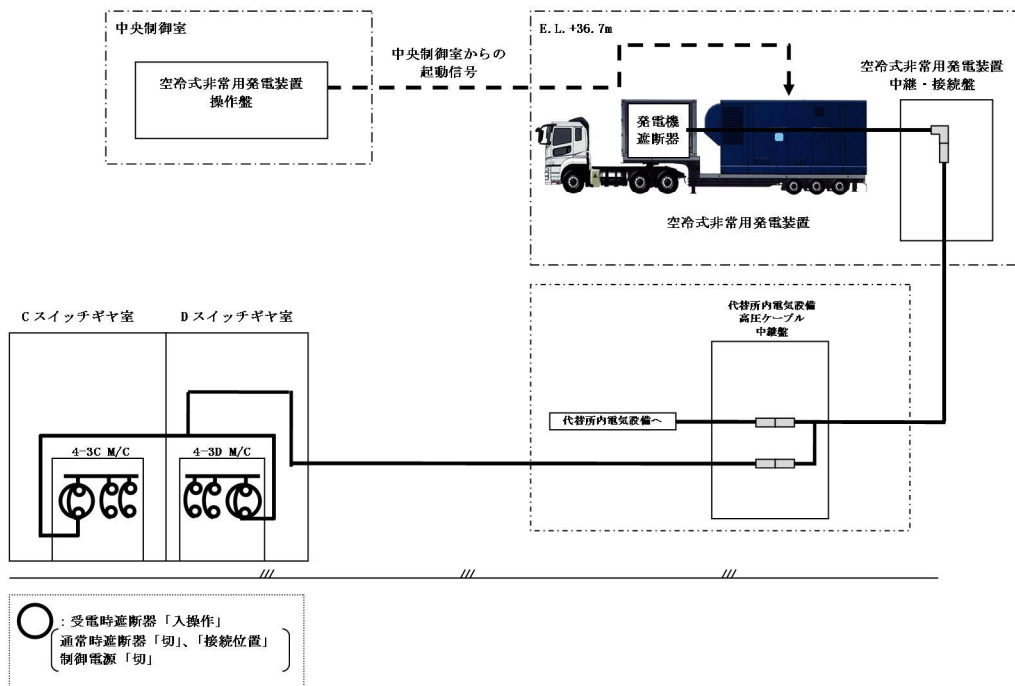 中央制御室
空冷式非常用発電装置
操作盤
中央制御室からの
起動信号
E.L.+36.7m
発電機
遮断器
空冷式非常用発電装置
空冷式非常用発電装置
中継・接続盤
Cスイッチギヤ室
Dスイッチギヤ室
4-3C M/C
4-3D M/C
代替所内電気設備
高圧ケーブル
中継盤
代替所内電気設備へ
：受電時遮断器「入操作」
通常時遮断器「切」、「接続位置」
制御電源「切」